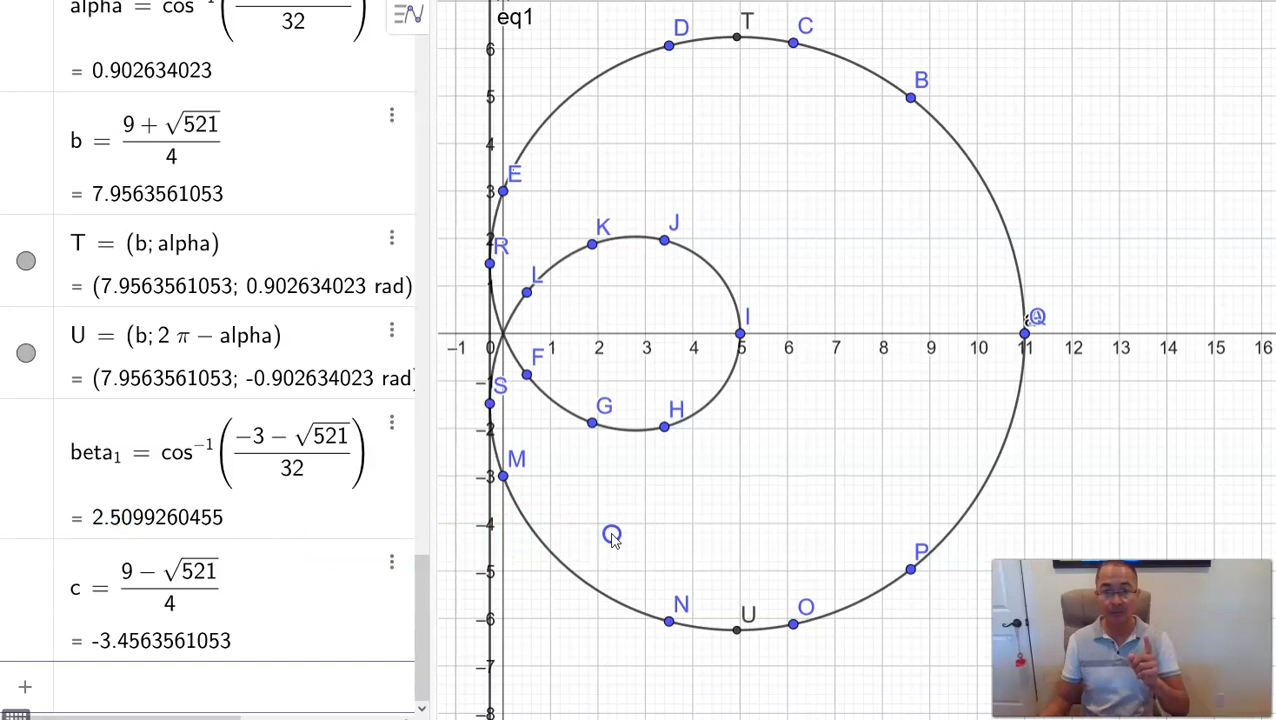 alpha = cos⁻¹( / 32)
= 0.902634023
b = (9 + √521) / 4
= 7.9563561053
T = (b; alpha)
= (7.9563561053; 0.902634023 rad)
U = (b; 2 π − alpha)
= (7.9563561053; -0.902634023 rad)
beta₁ = cos⁻¹((−3 − √521) / 32)
= 2.5099260455
c = (9 − √521) / 4
= -3.4563561053
+
eq1
D T C
6
B
5
4
E
3
K J
2
R
L
1
I Q
−1 0 1 2 3 4 5 6 7 8 9 10 11 12 13 14 15 16
F
−1
S G H
−2
M
−3
−4
P
−5
N U O
−6
−7
−8